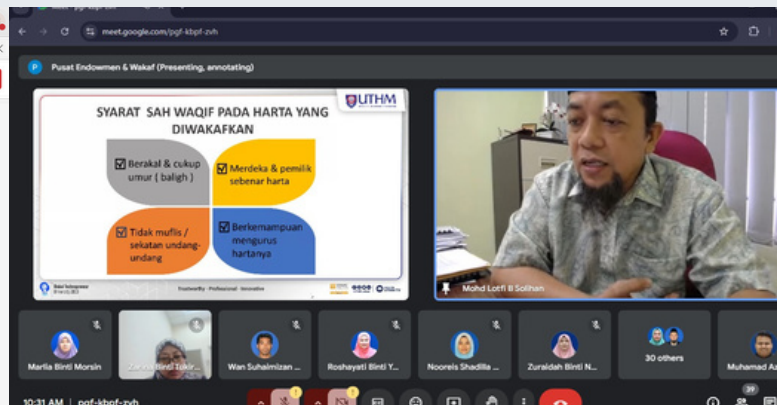 meet.google.com/pgf-kbpf-zvh
P Pusat Endowmen & Wakaf (Presenting, annotating)
UTHM
SYARAT SAH WAQIF PADA HARTA YANG
DIWAKAFKAN
Berakal & cukup
umur ( baligh )
Merdeka & pemilik
sebenar harta
Tidak muflis /
sekatan undang-
undang
Berkemampuan
mengurus
hartanya
Trustworthy · Professional · Innovative
Mohd Lotfi B Solihan
Marlia Binti Morsin
Wan Suhaimizan ...
Roshayati Binti Y...
Nooreis Shadilla ...
Zuraidah Binti N...
30 others
Muhamad Az
10:31 AM | pgf-kbpf-zvh
39